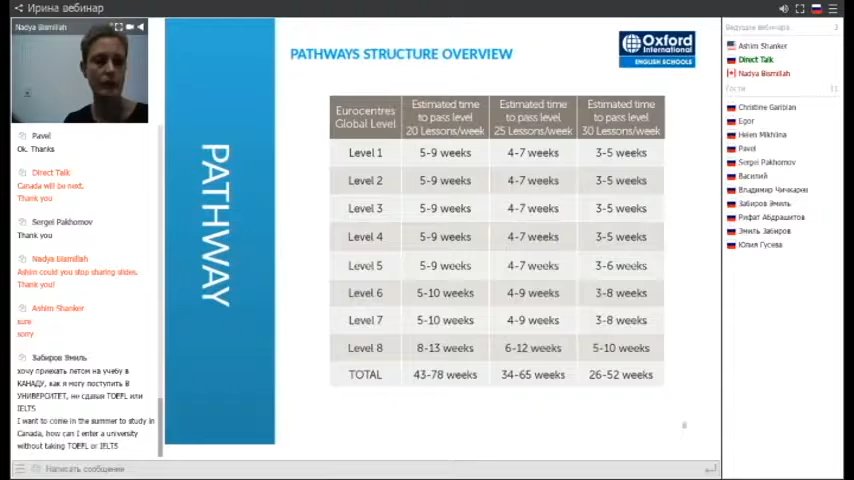 Ирина вебинар
Nadya Bismillah
Pavel
Ok. Thanks
Direct Talk
Canada will be next.
Thank you
Sergei Pakhomov
Thank you
Nadya Bismillah
Ashim could you stop sharing slides.
Thank you!
Ashim Shanker
sure
sorry
Забиров Эмиль
хочу приехать летом на учебу в
КАНАДУ, как я могу поступить В
УНИВЕРСИТЕТ, не сдавая TOEFL или
IELTS
I want to come in the summer to study in
Canada, how can I enter a university
without taking TOEFL or IELTS
Написать сообщение
PATHWAY
PATHWAYS STRUCTURE OVERVIEW
Oxford
International
ENGLISH SCHOOLS
Eurocentres
Global Level
Estimated time
to pass level
20 Lessons/week
Estimated time
to pass level
25 Lessons/week
Estimated time
to pass level
30 Lessons/week
Level 1 5-9 weeks 4-7 weeks 3-5 weeks
Level 2 5-9 weeks 4-7 weeks 3-5 weeks
Level 3 5-9 weeks 4-7 weeks 3-5 weeks
Level 4 5-9 weeks 4-7 weeks 3-5 weeks
Level 5 5-9 weeks 4-7 weeks 3-6 weeks
Level 6 5-10 weeks 4-9 weeks 3-8 weeks
Level 7 5-10 weeks 4-9 weeks 3-8 weeks
Level 8 8-13 weeks 6-12 weeks 5-10 weeks
TOTAL 43-78 weeks 34-65 weeks 26-52 weeks
8
Ведущие вебинара 3
Ashim Shanker
Direct Talk
Nadya Bismillah
Гости 11
Christine Garibian
Egor
Helen Mikhlina
Pavel
Sergei Pakhomov
Василий
Владимир Чичкарие
Забиров Эмиль
Рифат Абдрашитов
Эмиль Забиров
Юлия Гусева